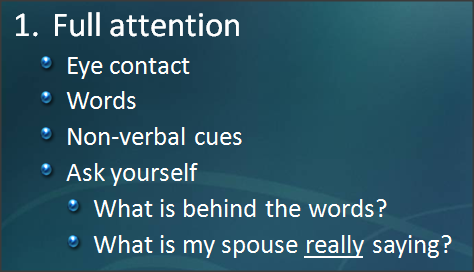 1. Full attention
Eye contact
Words
Non-verbal cues
Ask yourself
What is behind the words?
What is my spouse really saying?